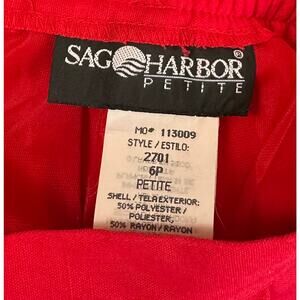 SAG HARBOR®
PETITE
MO# 113009
STYLE / ESTILO:
2701
6P
PETITE
SHELL / TELA EXTERIOR:
50% POLYESTER /
POLIESTER,
50% RAYON / RAYON